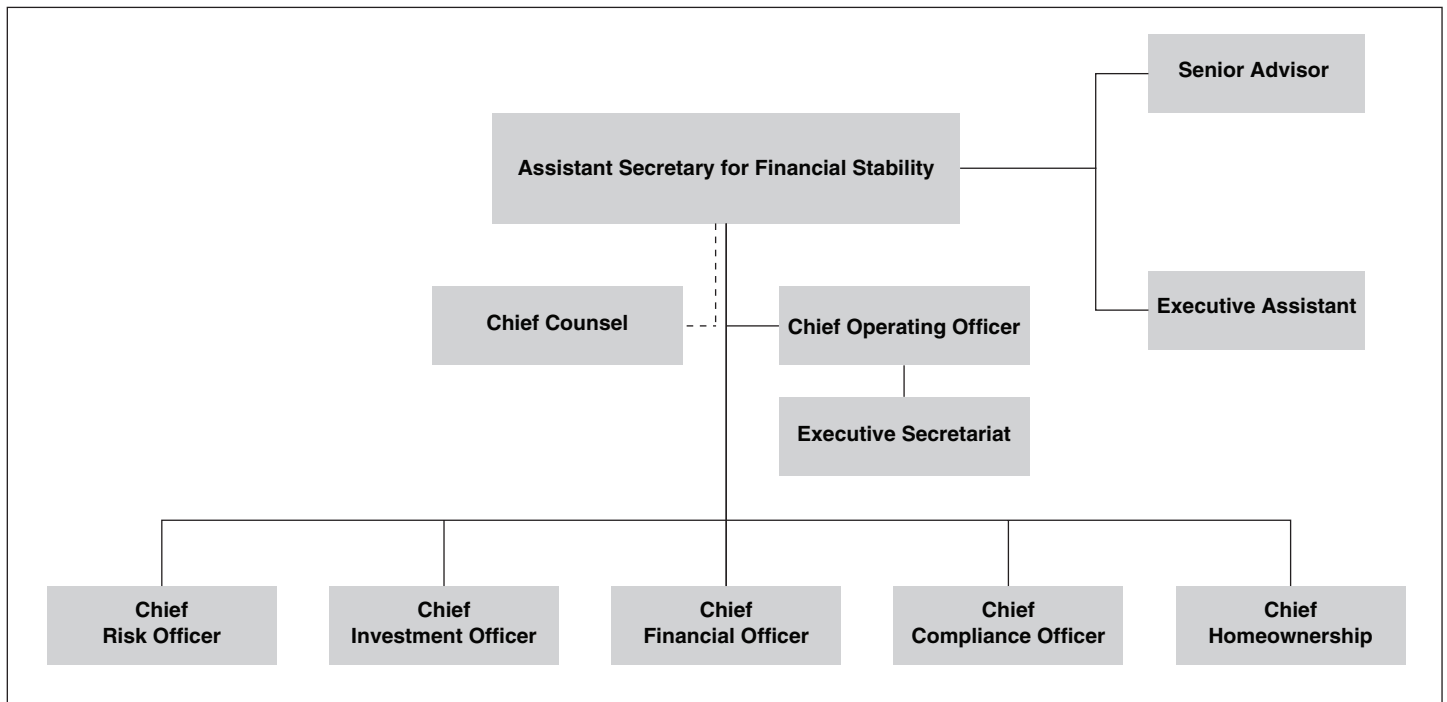 Senior Advisor
Assistant Secretary for Financial Stability
Executive Assistant
Chief Counsel
Chief Operating Officer
Executive Secretariat
Chief
Risk Officer
Chief
Investment Officer
Chief
Financial Officer
Chief
Compliance Officer
Chief
Homeownership